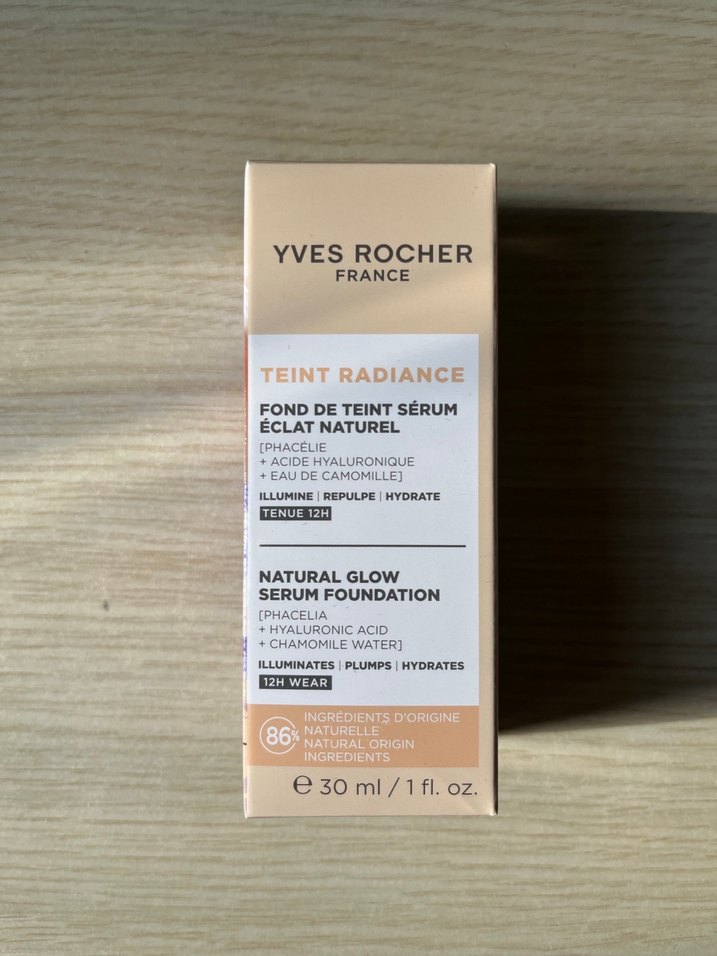 YVES ROCHER
FRANCE
TEINT RADIANCE
FOND DE TEINT SÉRUM
ÉCLAT NATUREL
[PHACÉLIE
+ ACIDE HYALURONIQUE
+ EAU DE CAMOMILLE]
ILLUMINE | REPULPE | HYDRATE
TENUE 12H
NATURAL GLOW
SERUM FOUNDATION
[PHACELIA
+ HYALURONIC ACID
+ CHAMOMILE WATER]
ILLUMINATES | PLUMPS | HYDRATES
12H WEAR
86%
INGRÉDIENTS D'ORIGINE
NATURELLE
NATURAL ORIGIN
INGREDIENTS
℮ 30 ml / 1 fl. oz.